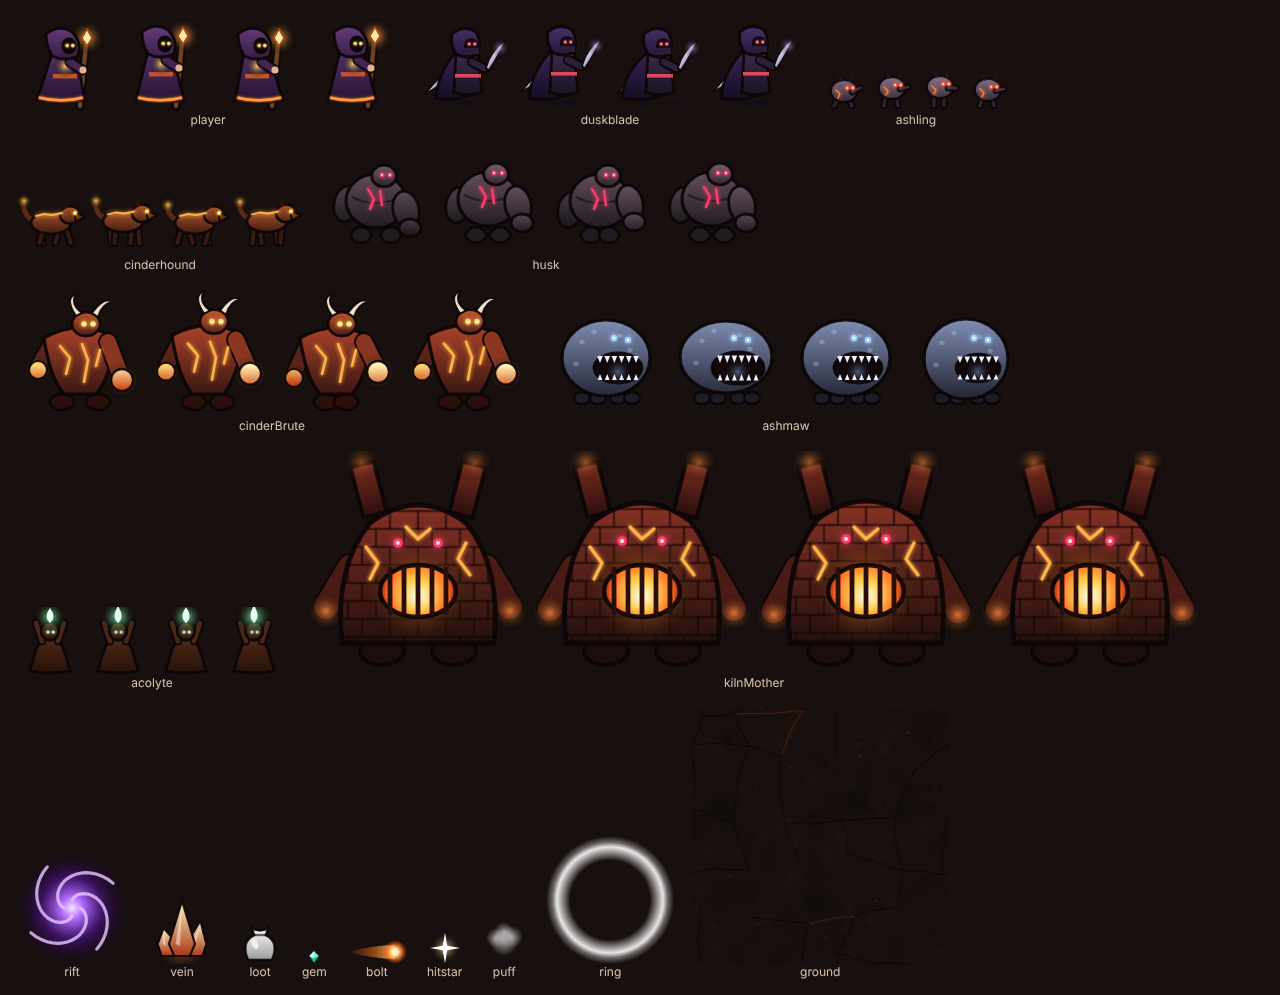 player
duskblade
ashling
cinderhound
husk
cinderBrute
ashmaw
acolyte
kilnMother
rift
vein
loot
gem
bolt
hitstar
puff
ring
ground